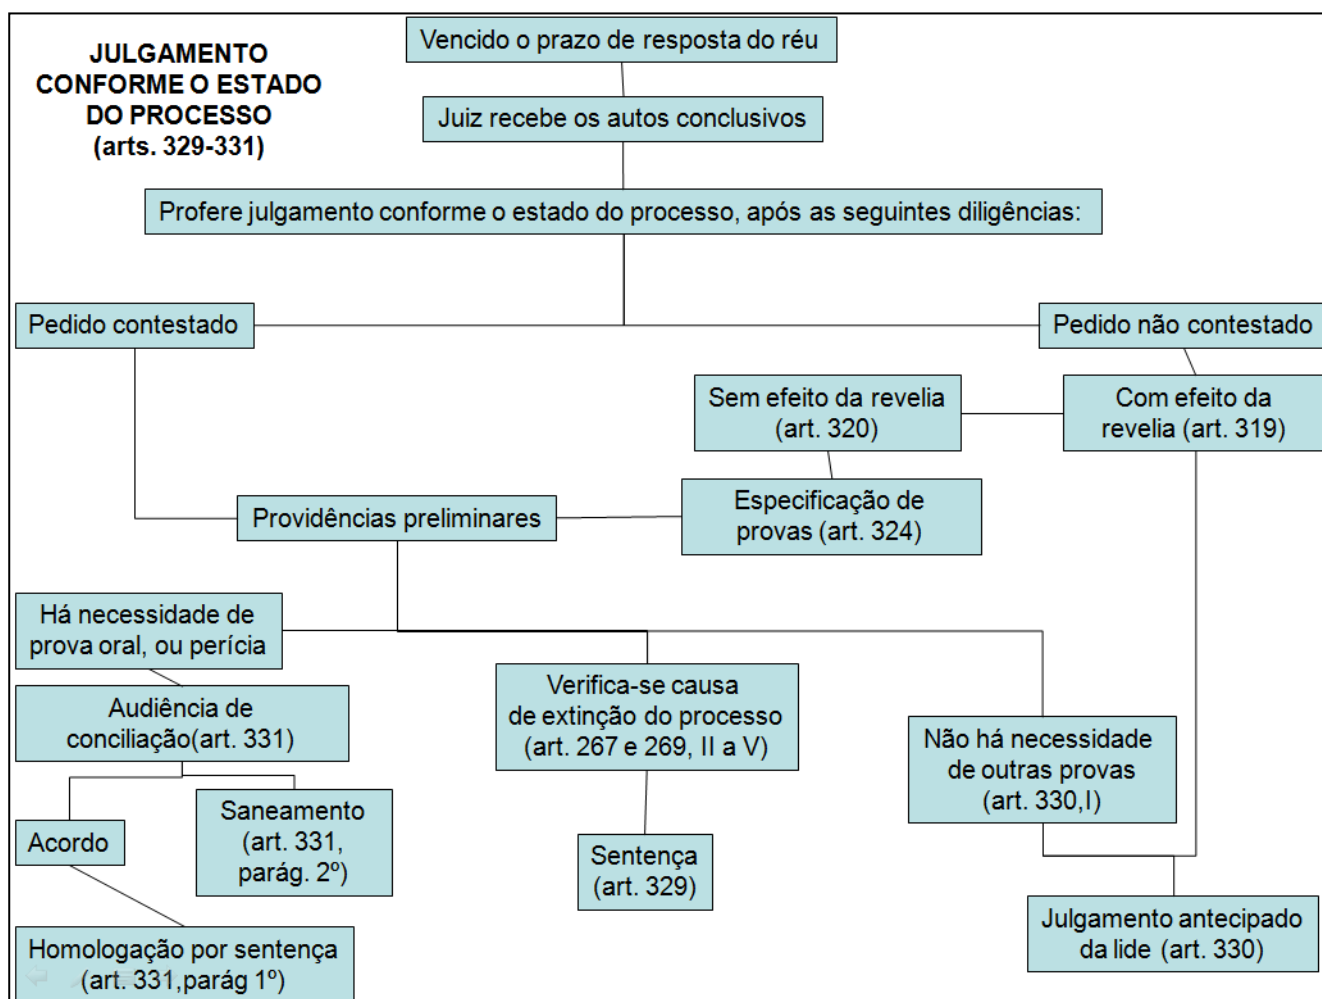 JULGAMENTO
CONFORME O ESTADO
DO PROCESSO
(arts. 329-331)
Vencido o prazo de resposta do réu
Juiz recebe os autos conclusivos
Profere julgamento conforme o estado do processo, após as seguintes diligências:
Pedido contestado
Pedido não contestado
Sem efeito da revelia
(art. 320)
Com efeito da
revelia (art. 319)
Providências preliminares
Especificação de
provas (art. 324)
Há necessidade de
prova oral, ou perícia
Audiência de
conciliação(art. 331)
Verifica-se causa
de extinção do processo
(art. 267 e 269, II a V)
Não há necessidade
de outras provas
(art. 330,I)
Acordo
Saneamento
(art. 331,
parág. 2º)
Sentença
(art. 329)
Julgamento antecipado
da lide (art. 330)
Homologação por sentença
(art. 331,parág 1º)